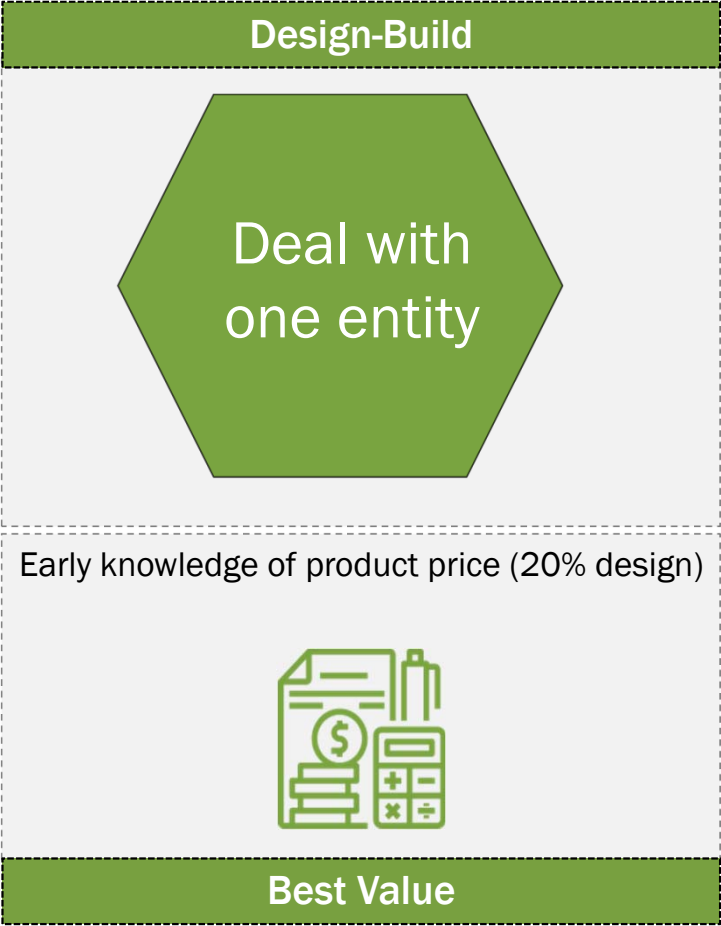 Design-Build
Deal with
one entity
Early knowledge of product price (20% design)
$
+ −
× ÷
Best Value